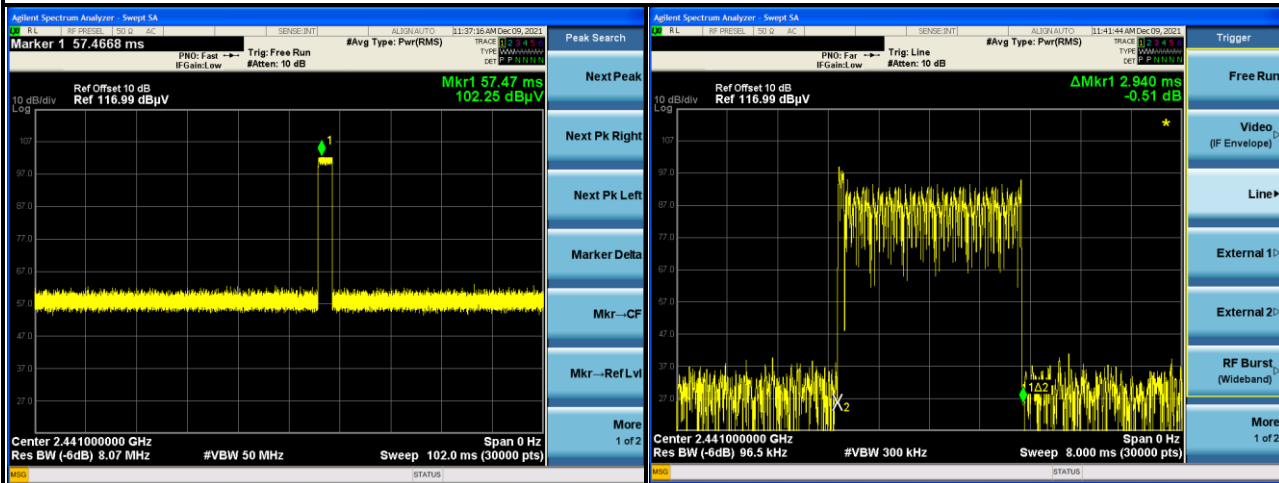 Agilent Spectrum Analyzer - Swept SA
RL RF PRESEL 50 Ω AC SENSE:INT ALIGN AUTO 11:37:16 AM Dec 09, 2021
Marker 1 57.4668 ms
PNO: Fast
IFGain:Low
Trig: Free Run
#Atten: 10 dB
#Avg Type: Pwr(RMS)
TRACE 1 2 3 4 5 6
TYPE
DET P P N N N N
Mkr1 57.47 ms
102.25 dBµV
Ref Offset 10 dB
10 dB/div Ref 116.99 dBµV
Log
107
97.0
87.0
77.0
67.0
57.0
47.0
37.0
27.0
1
Center 2.441000000 GHz Span 0 Hz
Res BW (-6dB) 8.07 MHz #VBW 50 MHz Sweep 102.0 ms (30000 pts)
MSG STATUS
Peak Search
Next Peak
Next Pk Right
Next Pk Left
Marker Delta
Mkr→CF
Mkr→Ref Lvl
More
1 of 2
Agilent Spectrum Analyzer - Swept SA
RL RF PRESEL 50 Ω AC SENSE:INT ALIGN AUTO 11:41:44 AM Dec 09, 2021
PNO: Far
IFGain:Low
Trig: Line
#Atten: 10 dB
#Avg Type: Pwr(RMS)
TRACE 1 2 3 4 5 6
TYPE
DET P P N N N N
ΔMkr1 2.940 ms
-0.51 dB
Ref Offset 10 dB
10 dB/div Ref 116.99 dBµV
Log
107
97.0
87.0
77.0
67.0
57.0
47.0
37.0
27.0
*
X2
1Δ2
Center 2.441000000 GHz Span 0 Hz
Res BW (-6dB) 96.5 kHz #VBW 300 kHz Sweep 8.000 ms (30000 pts)
MSG STATUS
Trigger
Free Run
Video
(IF Envelope)
Line
External 1
External 2
RF Burst
(Wideband)
More
1 of 2